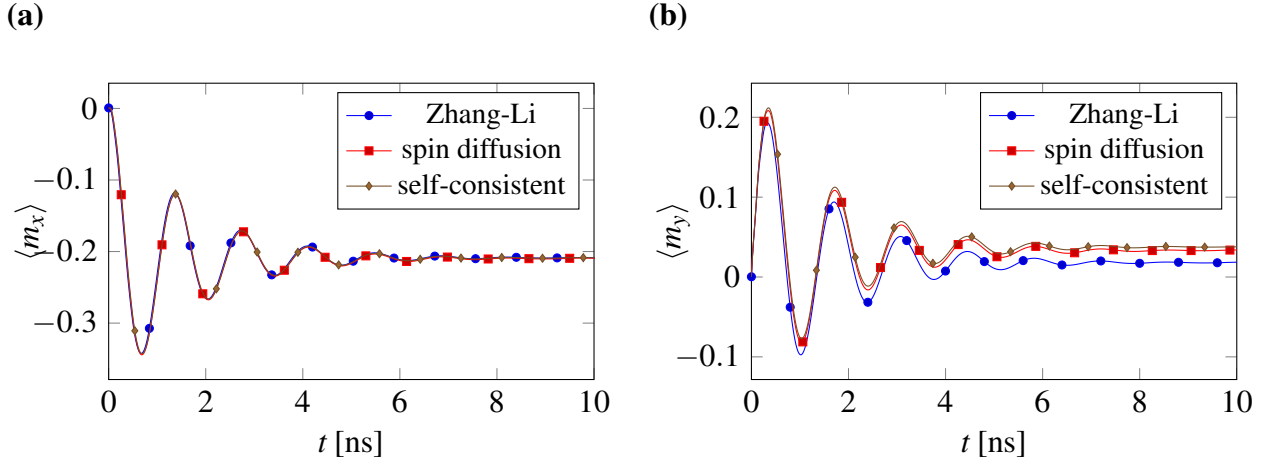 (a)
0
−0.1
−0.2
−0.3
⟨m_x⟩
Zhang-Li
spin diffusion
self-consistent
0 2 4 6 8 10
t [ns]
(b)
0.2
0.1
0
−0.1
⟨m_y⟩
Zhang-Li
spin diffusion
self-consistent
0 2 4 6 8 10
t [ns]